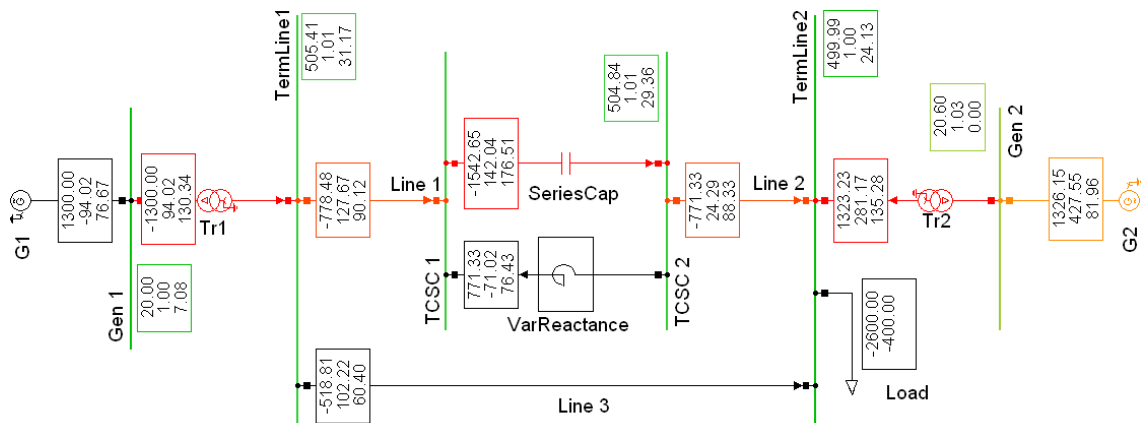 G1
1300.00
-94.02
76.67
Gen 1
-1300.00
94.02
130.34
Tr1
20.00
1.00
7.08
TermLine1
505.41
1.01
31.17
-778.48
127.67
90.12
Line 1
TCSC 1
-1542.65
142.04
176.51
SeriesCap
771.33
-71.02
76.43
VarReactance
504.84
1.01
29.36
TCSC 2
-771.33
24.29
88.33
Line 2
TermLine2
499.99
1.00
24.13
1323.23
281.17
135.28
Tr2
20.60
1.03
0.00
Gen 2
1326.15
427.55
81.96
G2
-2600.00
-400.00
Load
-518.81
102.22
60.40
Line 3
G
G